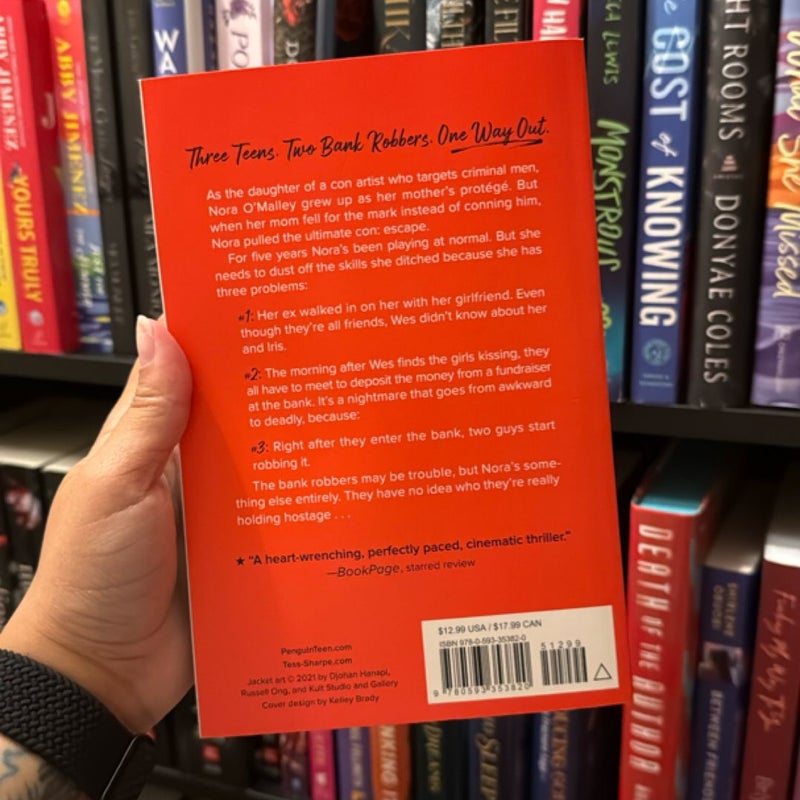 Three Teens. Two Bank Robbers. One Way Out.
As the daughter of a con artist who targets criminal men,
Nora O'Malley grew up as her mother's protégé. But
when her mom fell for the mark instead of conning him,
Nora pulled the ultimate con: escape.
For five years Nora's been playing at normal. But she
needs to dust off the skills she ditched because she has
three problems:
#1: Her ex walked in on her with her girlfriend. Even
though they're all friends, Wes didn't know about her
and Iris.
#2: The morning after Wes finds the girls kissing, they
all have to meet to deposit the money from a fundraiser
at the bank. It's a nightmare that goes from awkward
to deadly, because:
#3: Right after they enter the bank, two guys start
robbing it.
The bank robbers may be trouble, but Nora's some-
thing else entirely. They have no idea who they're really
holding hostage . . .
★ "A heart-wrenching, perfectly paced, cinematic thriller."
—BookPage, starred review
PenguinTeen.com
Tess-Sharpe.com
Jacket art © 2021 by Djohan Hanapi,
Russell Ong, and Kult Studio and Gallery
Cover design by Kelley Brady
$12.99 USA / $17.99 CAN
ISBN 978-0-593-35382-0
51299
9 780593 353820
ABBY JIMENEZ
YOURS TRULY
ABBY JIMENEZ
WA
PO
HA
LEWIS
MONSTROUS
COST of KNOWING
HT ROOMS
DONYAE COLES
What She Missed
DEATH OF THE AUTHOR
BETWEEN FRIENDS